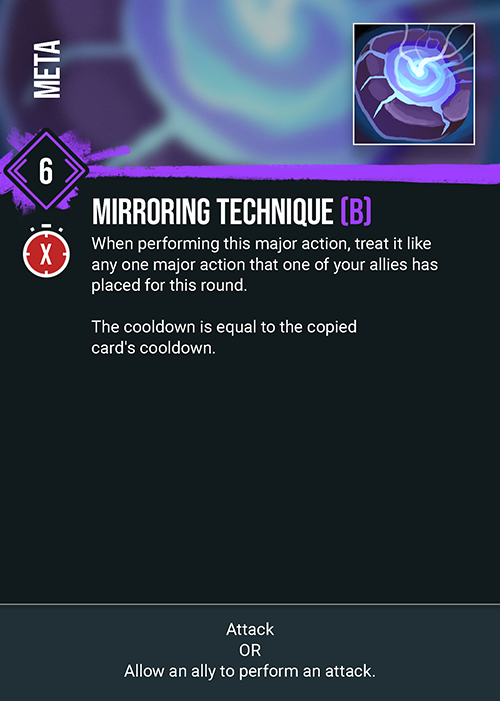 META
6
X
MIRRORING TECHNIQUE (B)
When performing this major action, treat it like
any one major action that one of your allies has
placed for this round.
The cooldown is equal to the copied
card's cooldown.
Attack
OR
Allow an ally to perform an attack.